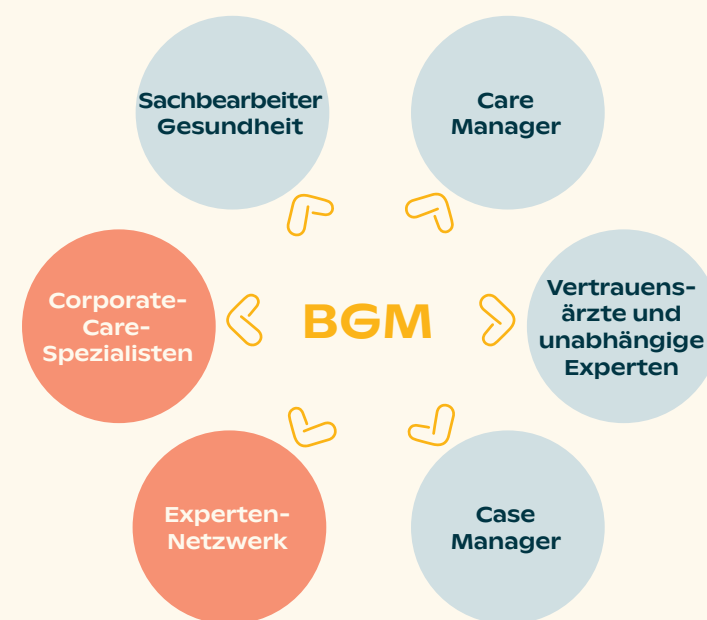 Sachbearbeiter
Gesundheit
Care
Manager
Corporate-
Care-
Spezialisten
BGM
Vertrauens-
ärzte und
unabhängige
Experten
Experten-
Netzwerk
Case
Manager